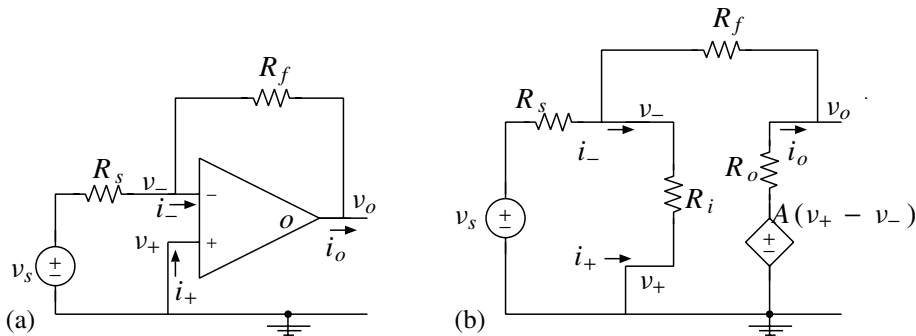 R_f
R_s
v_−
−
i_−
v_o
o
v_+
+
i_o
v_s
+
−
i_+
(a)
R_f
R_s
v_−
v_o
i_−
i_o
R_o
R_i
v_s
+
−
A(v_+ − v_−)
+
−
i_+
v_+
(b)